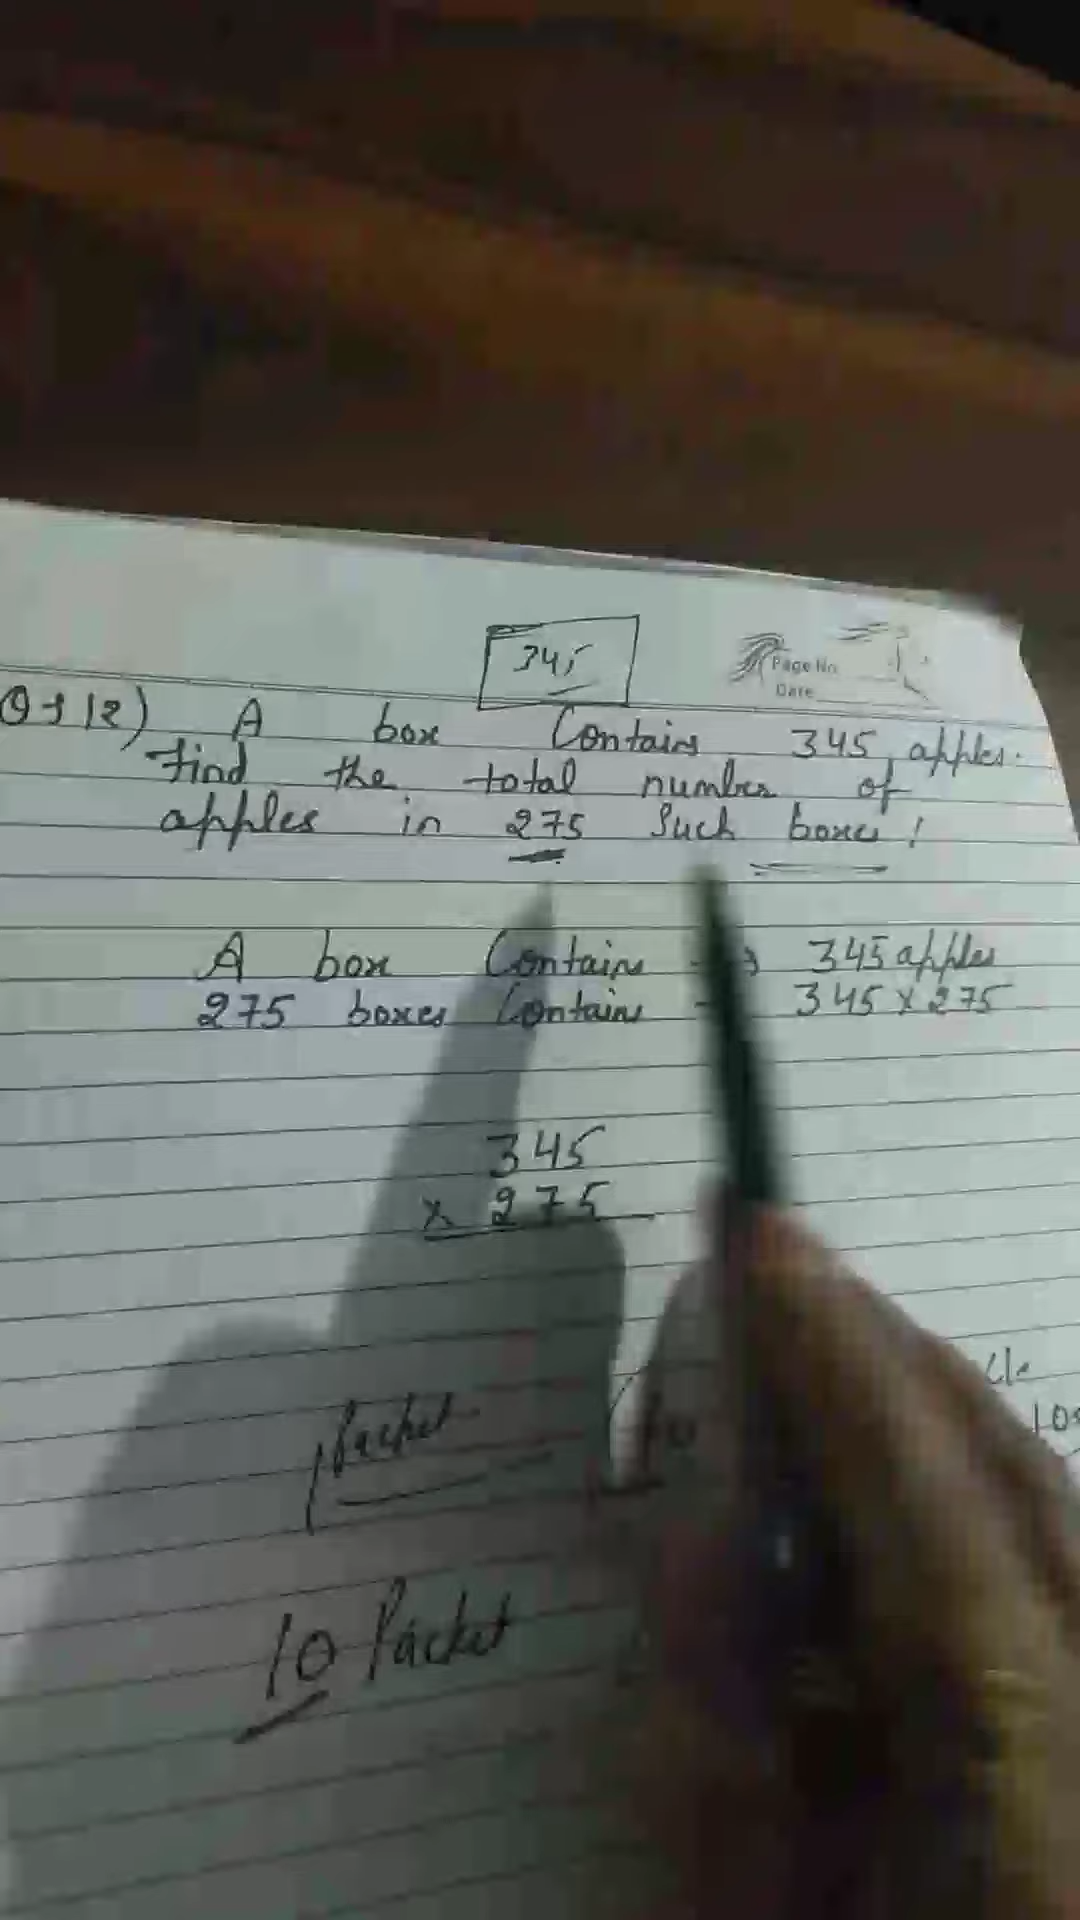 345
Page No.
Date
A box Contains 345 apples.
find the total number of
apples in 275 Such boxes!
A box Contains 345 apples
275 boxes Contains 345 x 275
345
x 275
1 Packet
10 Packet